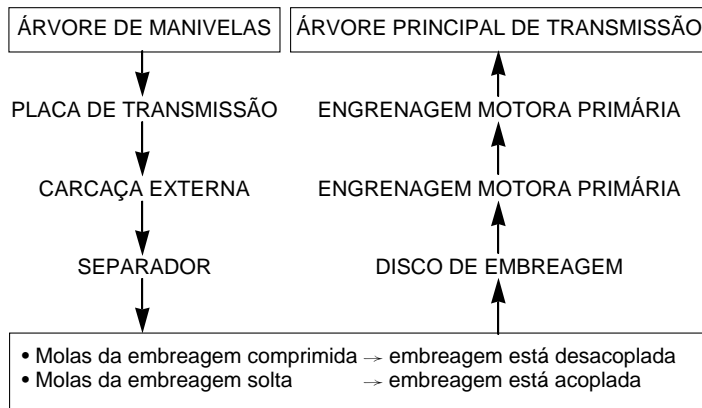 ÁRVORE DE MANIVELAS
ÁRVORE PRINCIPAL DE TRANSMISSÃO
PLACA DE TRANSMISSÃO
ENGRENAGEM MOTORA PRIMÁRIA
CARCAÇA EXTERNA
ENGRENAGEM MOTORA PRIMÁRIA
SEPARADOR
DISCO DE EMBREAGEM
• Molas da embreagem comprimida → embreagem está desacoplada
• Molas da embreagem solta → embreagem está acoplada